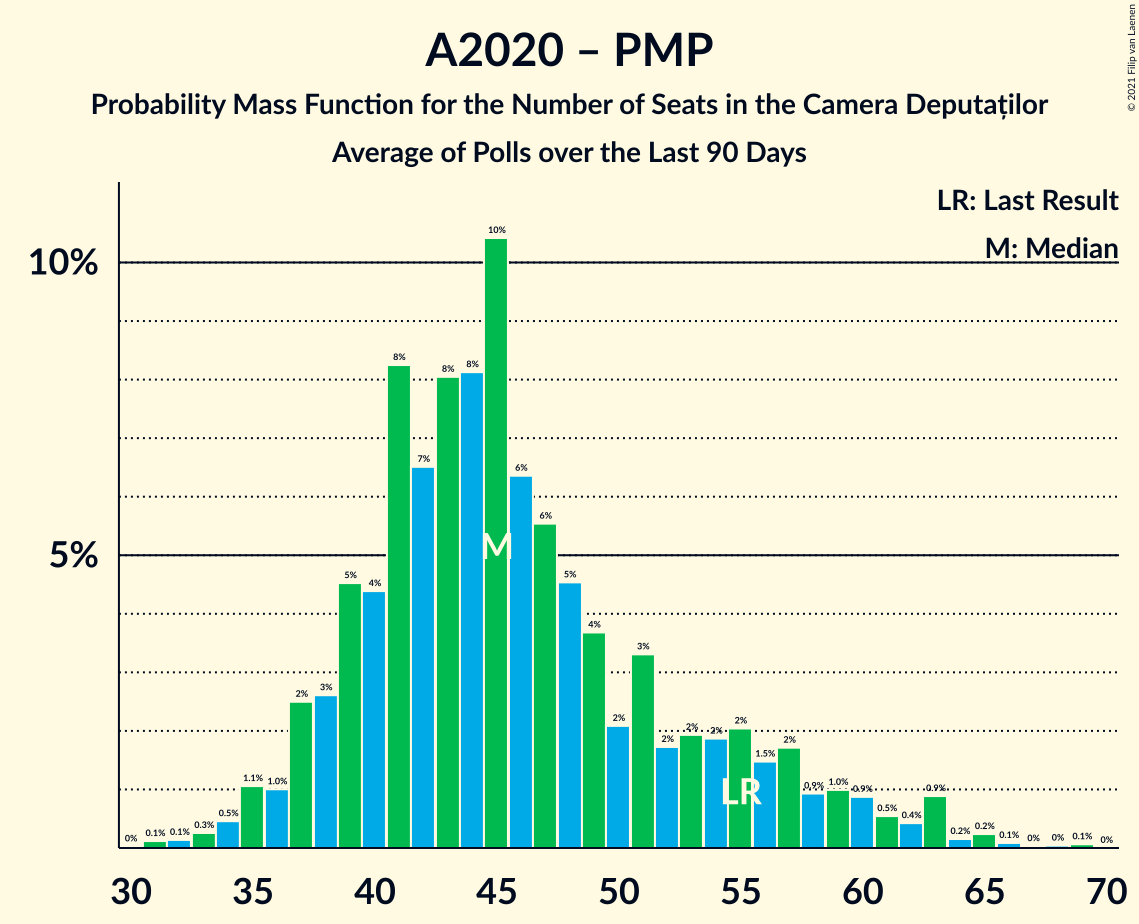 A2020 – PMP
Probability Mass Function for the Number of Seats in the Camera Deputaților
Average of Polls over the Last 90 Days
© 2021 Filip van Laenen
LR: Last Result
M: Median
10%
5%
0% 0.1% 0.1% 0.3% 0.5% 1.1% 1.0% 2% 3% 5% 4% 8% 7% 8% 8% 10% 6% 6% 5% 4% 2% 3% 2% 2% 2% 2% 1.5% 2% 0.9% 1.0% 0.9% 0.5% 0.4% 0.9% 0.2% 0.2% 0.1% 0% 0% 0.1% 0%
M
LR
30 35 40 45 50 55 60 65 70